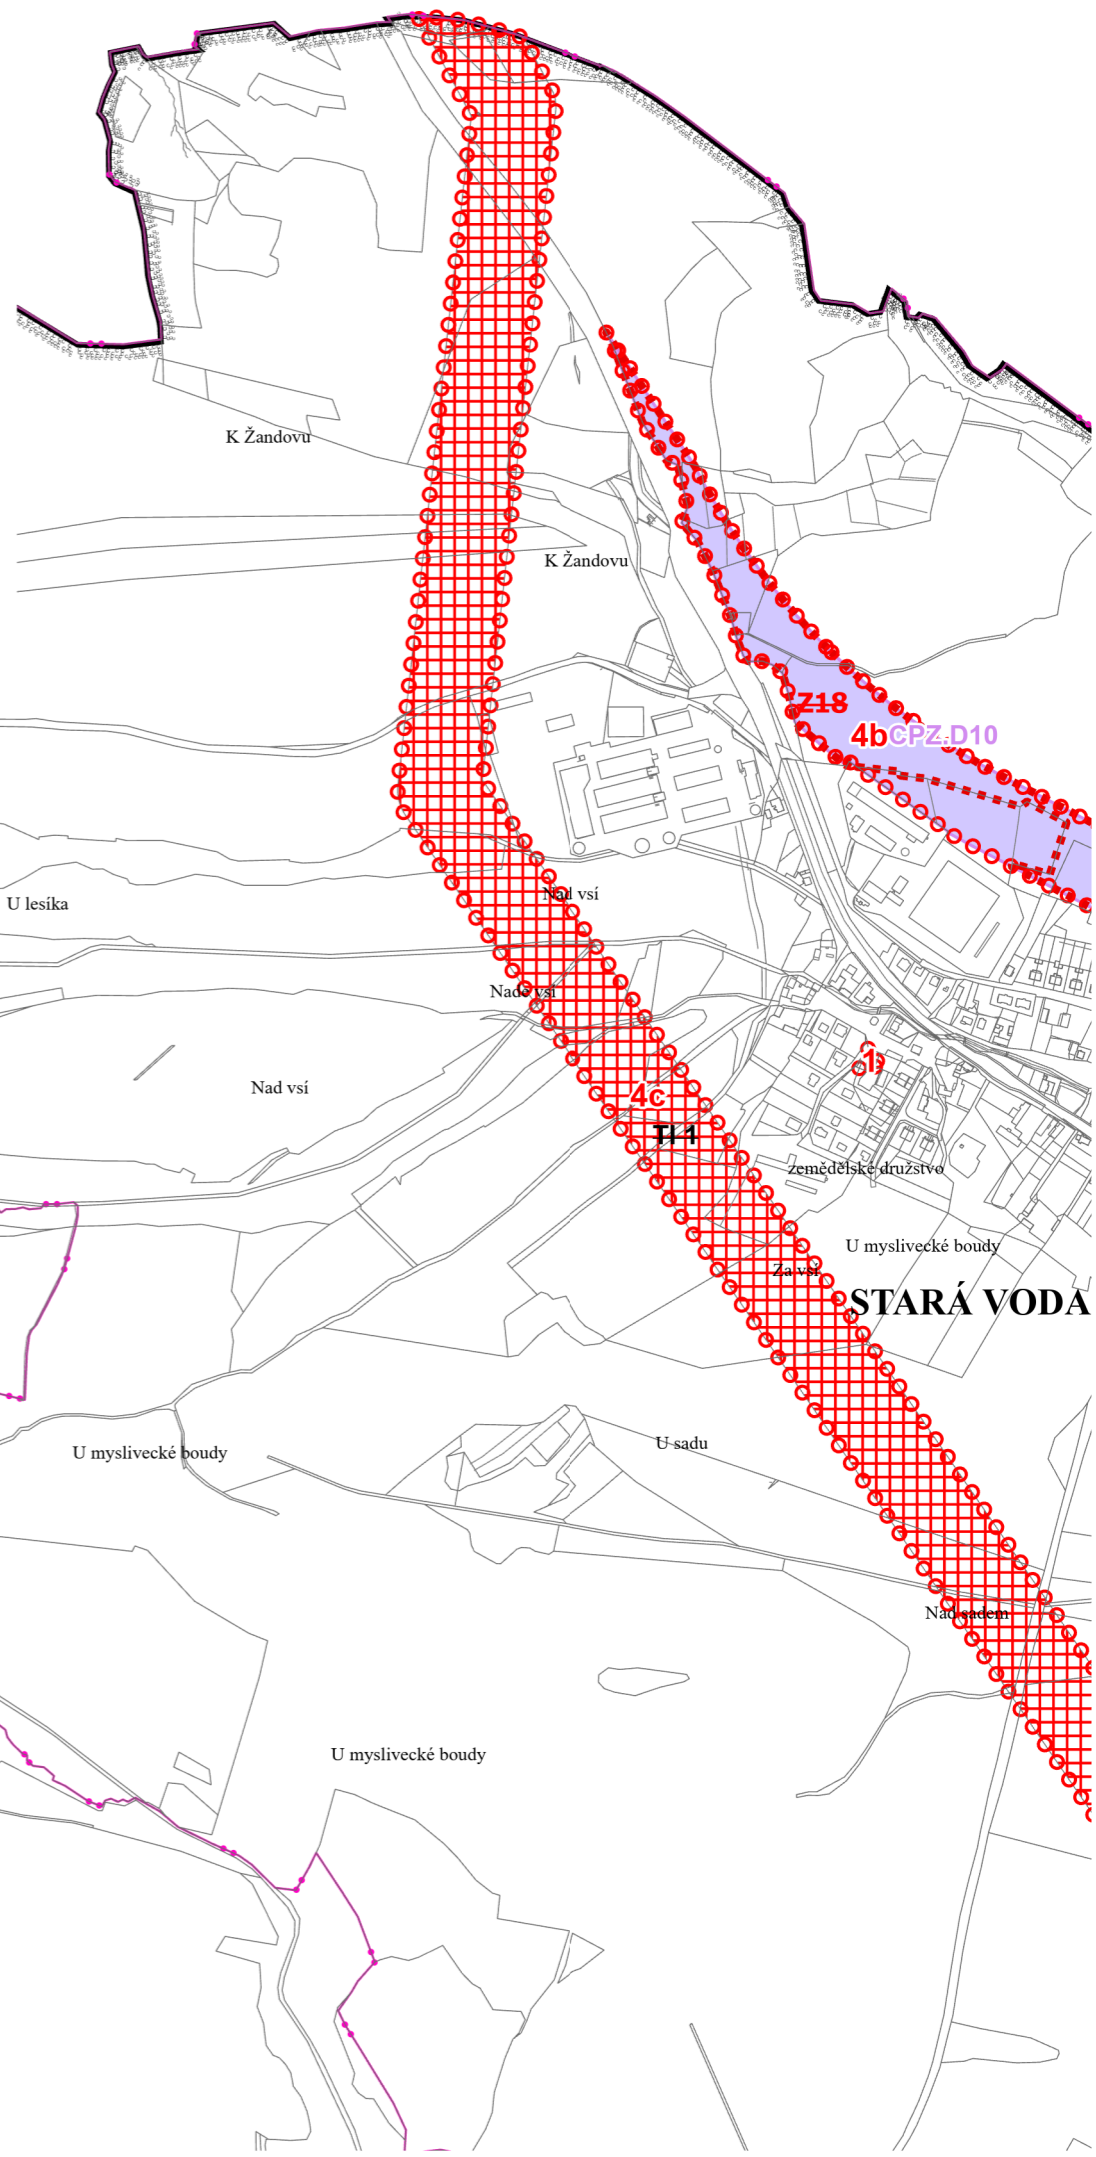 K Žandovu
K Žandovu
Z18
4b
CPZ.D10
U lesíka
Nad vsí
Nade vsí
1
Nad vsí
4c
TI 1
zemědělské družstvo
U myslivecké boudy
Za vsí
STARÁ VODA
U sadu
U myslivecké boudy
Nad sadem
U myslivecké boudy